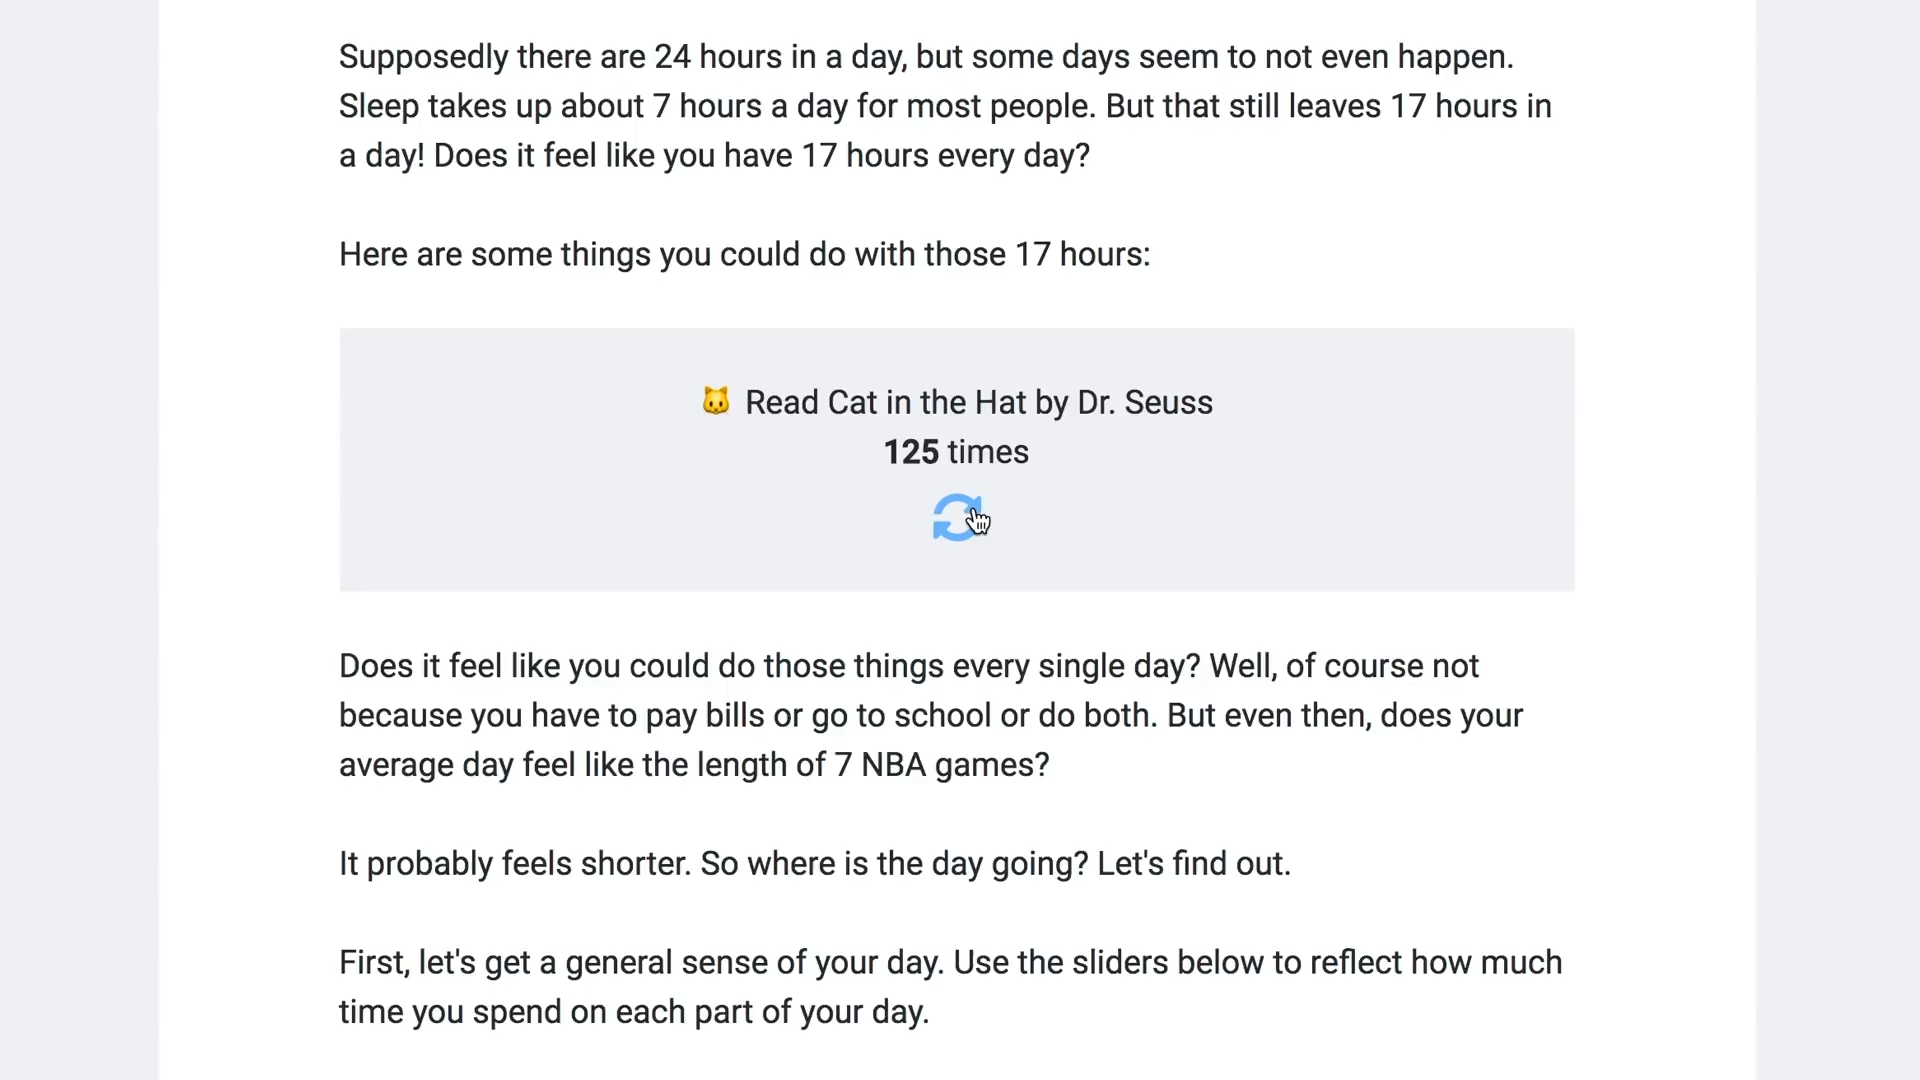 Supposedly there are 24 hours in a day, but some days seem to not even happen.
Sleep takes up about 7 hours a day for most people. But that still leaves 17 hours in
a day! Does it feel like you have 17 hours every day?
Here are some things you could do with those 17 hours:
🐱 Read Cat in the Hat by Dr. Seuss
125 times
Does it feel like you could do those things every single day? Well, of course not
because you have to pay bills or go to school or do both. But even then, does your
average day feel like the length of 7 NBA games?
It probably feels shorter. So where is the day going? Let's find out.
First, let's get a general sense of your day. Use the sliders below to reflect how much
time you spend on each part of your day.